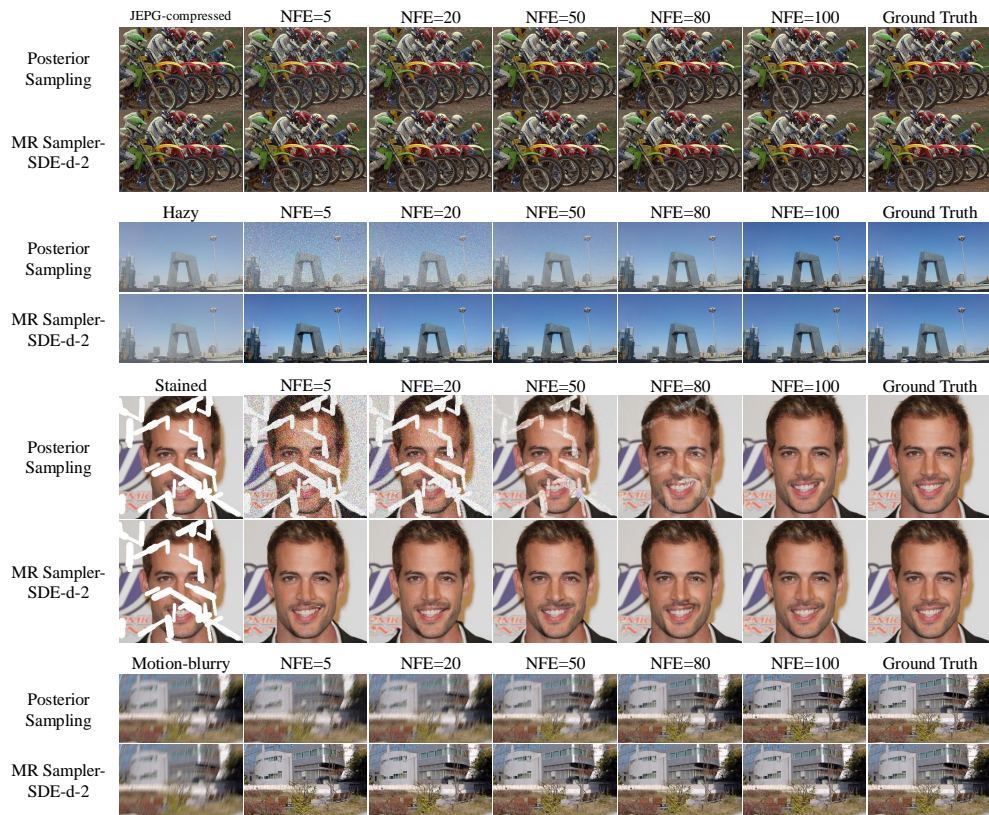 JEPG-compressed NFE=5 NFE=20 NFE=50 NFE=80 NFE=100 Ground Truth
Posterior
Sampling
MR Sampler-
SDE-d-2
Hazy NFE=5 NFE=20 NFE=50 NFE=80 NFE=100 Ground Truth
Posterior
Sampling
MR Sampler-
SDE-d-2
Stained NFE=5 NFE=20 NFE=50 NFE=80 NFE=100 Ground Truth
Posterior
Sampling
MR Sampler-
SDE-d-2
Motion-blurry NFE=5 NFE=20 NFE=50 NFE=80 NFE=100 Ground Truth
Posterior
Sampling
MR Sampler-
SDE-d-2